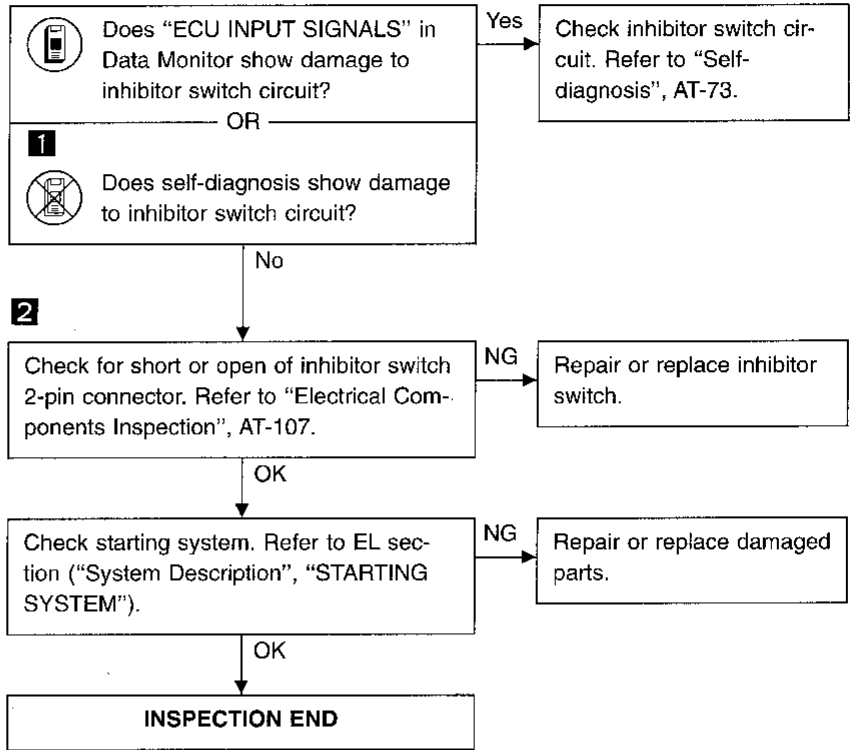 Does “ECU INPUT SIGNALS” in
Data Monitor show damage to
inhibitor switch circuit?
Yes
Check inhibitor switch cir-
cuit. Refer to “Self-
diagnosis”, AT-73.
OR
1
Does self-diagnosis show damage
to inhibitor switch circuit?
No
2
Check for short or open of inhibitor switch
2-pin connector. Refer to “Electrical Com-
ponents Inspection”, AT-107.
NG
Repair or replace inhibitor
switch.
OK
Check starting system. Refer to EL sec-
tion (“System Description”, “STARTING
SYSTEM”).
NG
Repair or replace damaged
parts.
OK
INSPECTION END